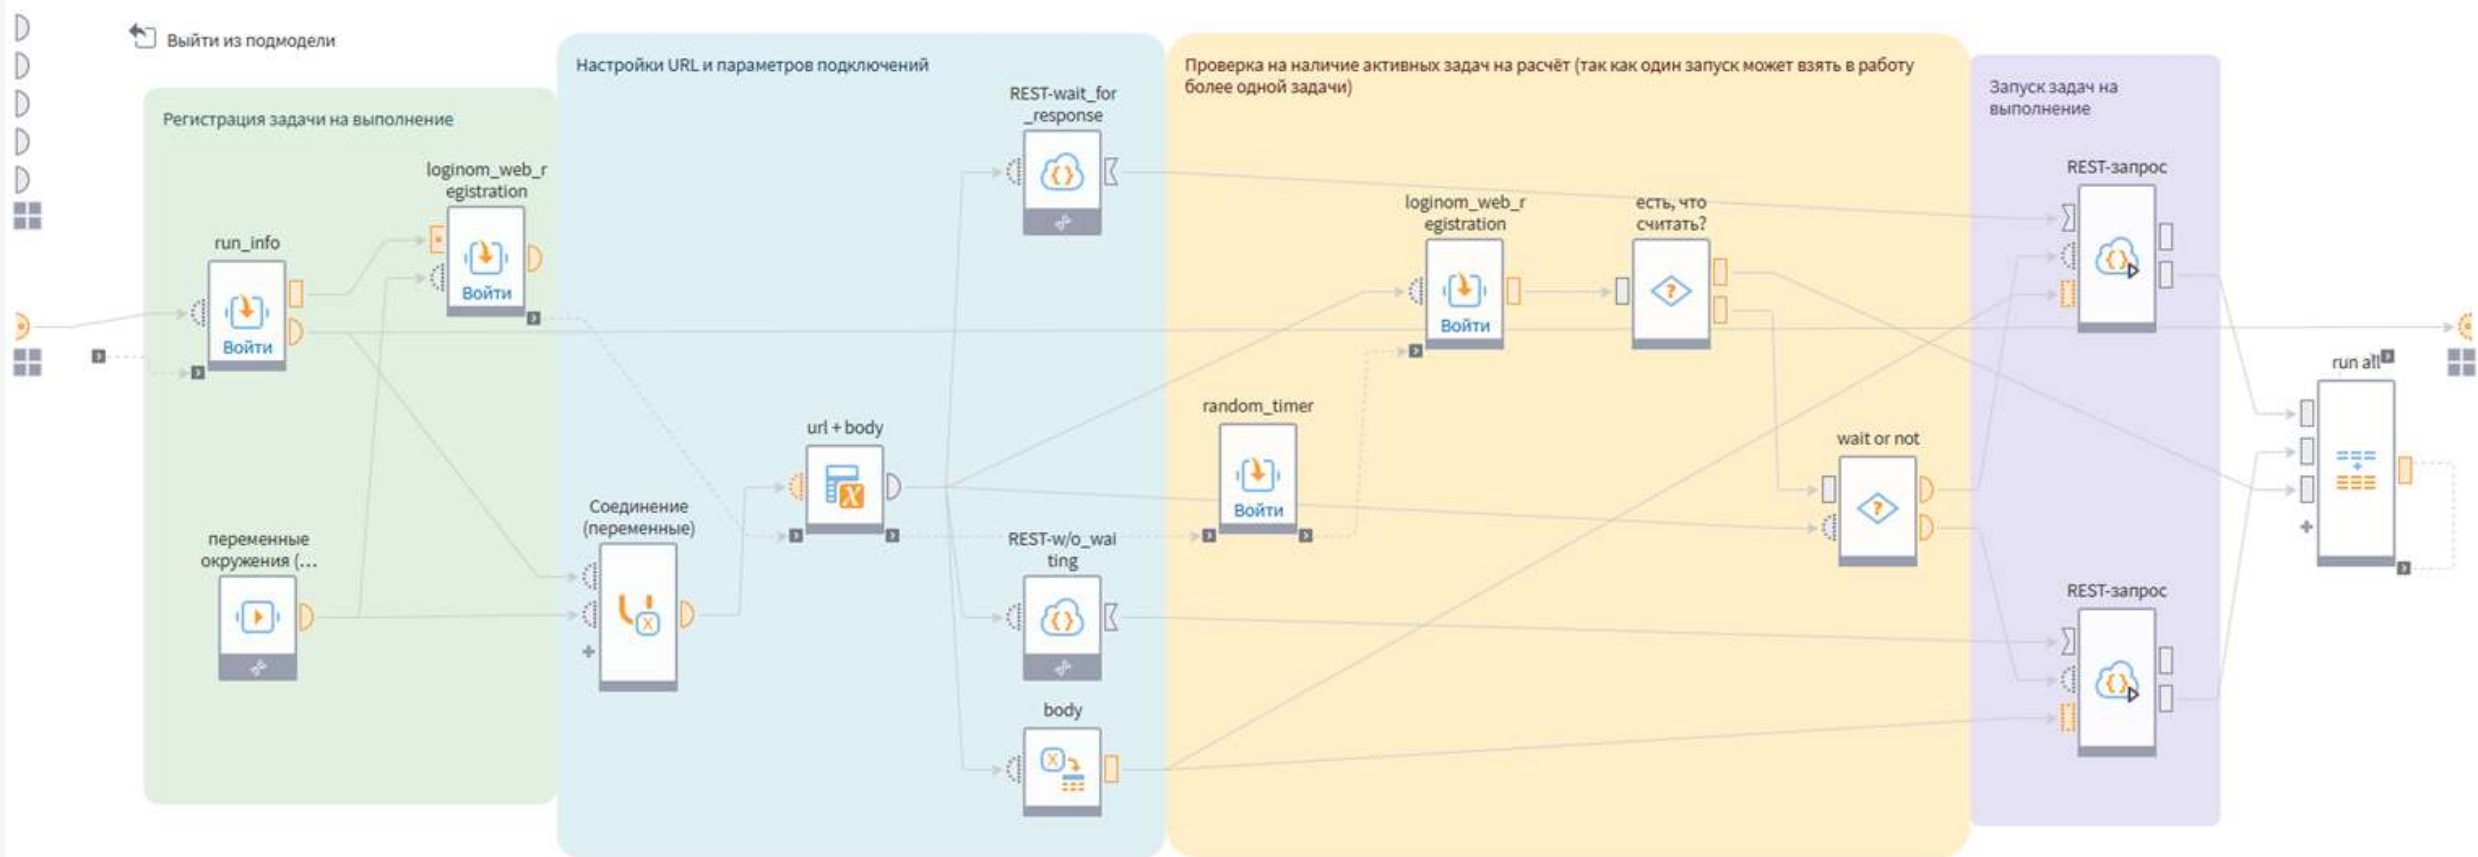 Выйти из подмодели
Регистрация задачи на выполнение
run_info
Войти
loginom_web_r
egistration
Войти
переменные
окружения (...
Настройки URL и параметров подключений
Соединение
(переменные)
url + body
REST-wait_for
_response
REST-w/o_wai
ting
body
Проверка на наличие активных задач на расчёт (так как один запуск может взять в работу
более одной задачи)
random_timer
Войти
loginom_web_r
egistration
Войти
есть, что
считать?
wait or not
Запуск задач на
выполнение
REST-запрос
REST-запрос
run all